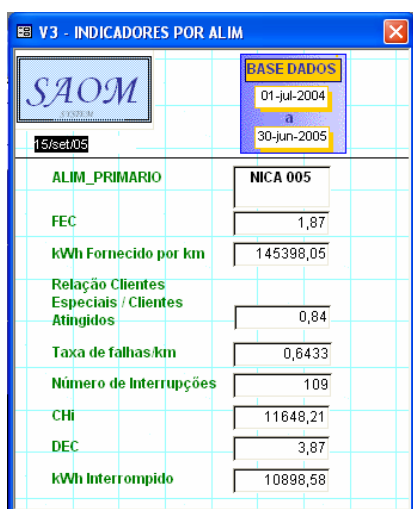 V3 - INDICADORES POR ALIM
SAOM
SYSTEM
BASE DADOS
01-jul-2004
a
30-jun-2005
15/set/05
ALIM_PRIMARIO NICA 005
FEC 1,87
kWh Fornecido por km 145398,05
Relação Clientes
Especiais / Clientes
Atingidos 0,84
Taxa de falhas/km 0,6433
Número de Interrupções 109
CHi 11648,21
DEC 3,87
kWh Interrompido 10898,58